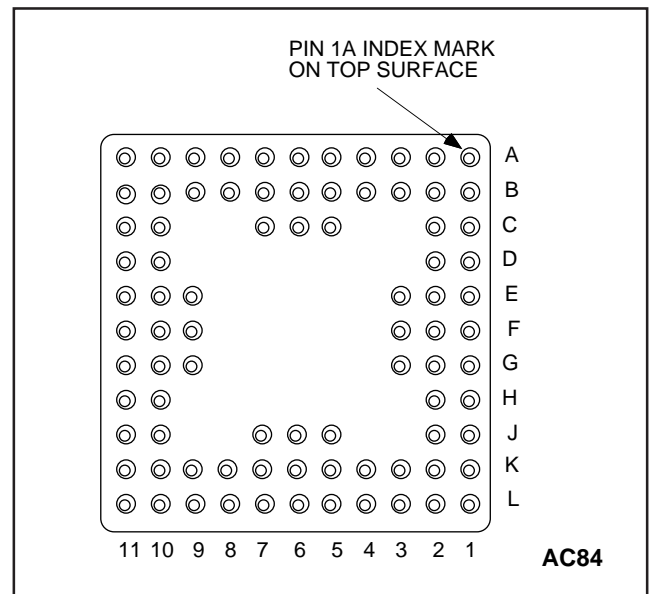 PIN 1A INDEX MARK
ON TOP SURFACE
A
B
C
D
E
F
G
H
J
K
L
11 10 9 8 7 6 5 4 3 2 1
AC84